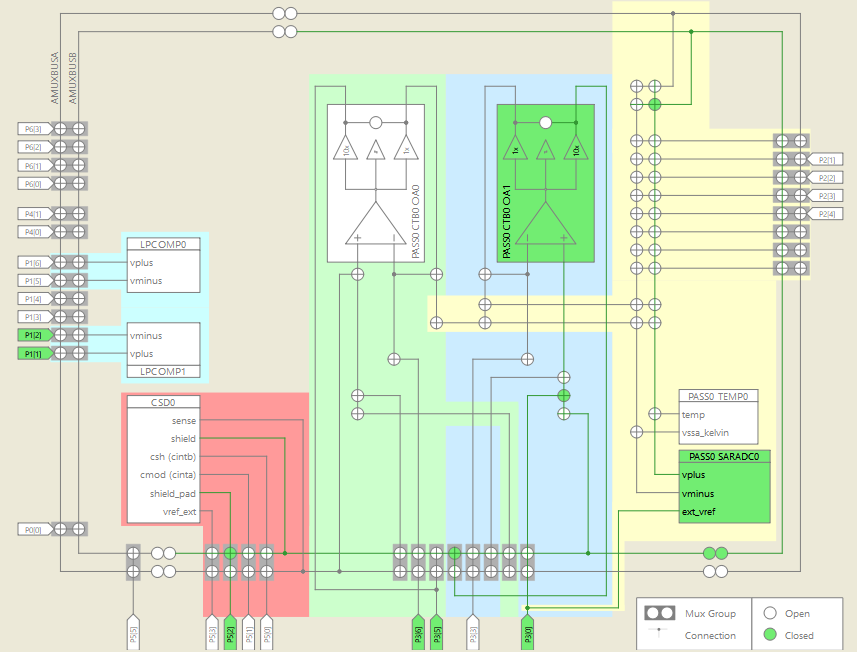 AMUXBUSA
AMUXBUSB
P6[3]
P6[2]
P6[1]
P6[0]
P4[1]
P4[0]
P1[6]
P1[5]
P1[4]
P1[3]
P1[2]
P1[1]
P0[0]
LPCOMP0
vplus
vminus
vminus
vplus
LPCOMP1
CSD0
sense
shield
csh (cintb)
cmod (cinta)
shield_pad
vref_ext
10x
1x
+
−
PASS0 CTB0 OA0
1x
10x
−
+
PASS0 CTB0 OA1
P2[1]
P2[2]
P2[3]
P2[4]
PASS0 TEMP0
temp
vssa_kelvin
PASS0 SARADC0
vplus
vminus
ext_vref
P5[5]
P5[3]
P5[2]
P5[1]
P5[0]
P3[6]
P3[5]
P3[3]
P3[0]
Mux Group
Open
Connection
Closed